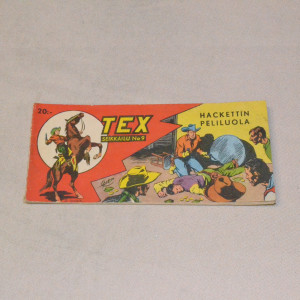 20:-
TEX
SEIKKAILU No 9
HACKETTIN
PELILUOLA